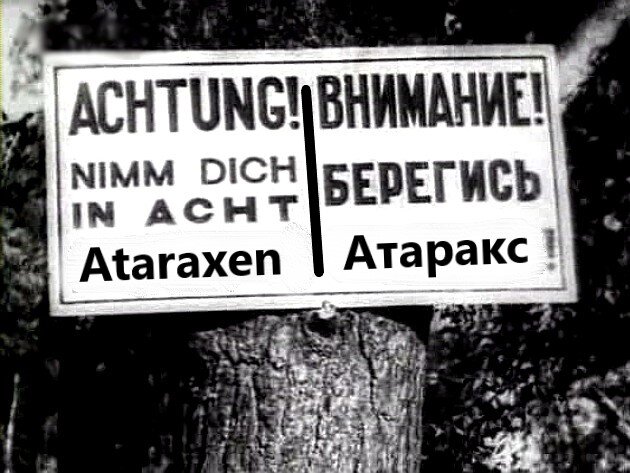 ACHTUNG!
NIMM DICH
IN ACHT
Ataraxen
ВНИМАНИЕ!
БЕРЕГИСЬ
Атаракс